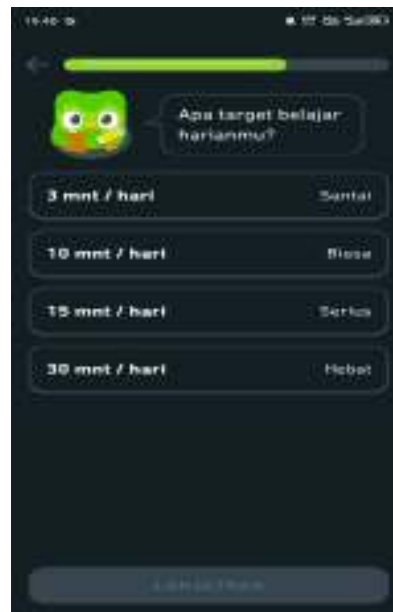 Apa target belajar
harianmu?
3 mnt / hari Santai
10 mnt / hari Biasa
15 mnt / hari Serius
30 mnt / hari Hebat